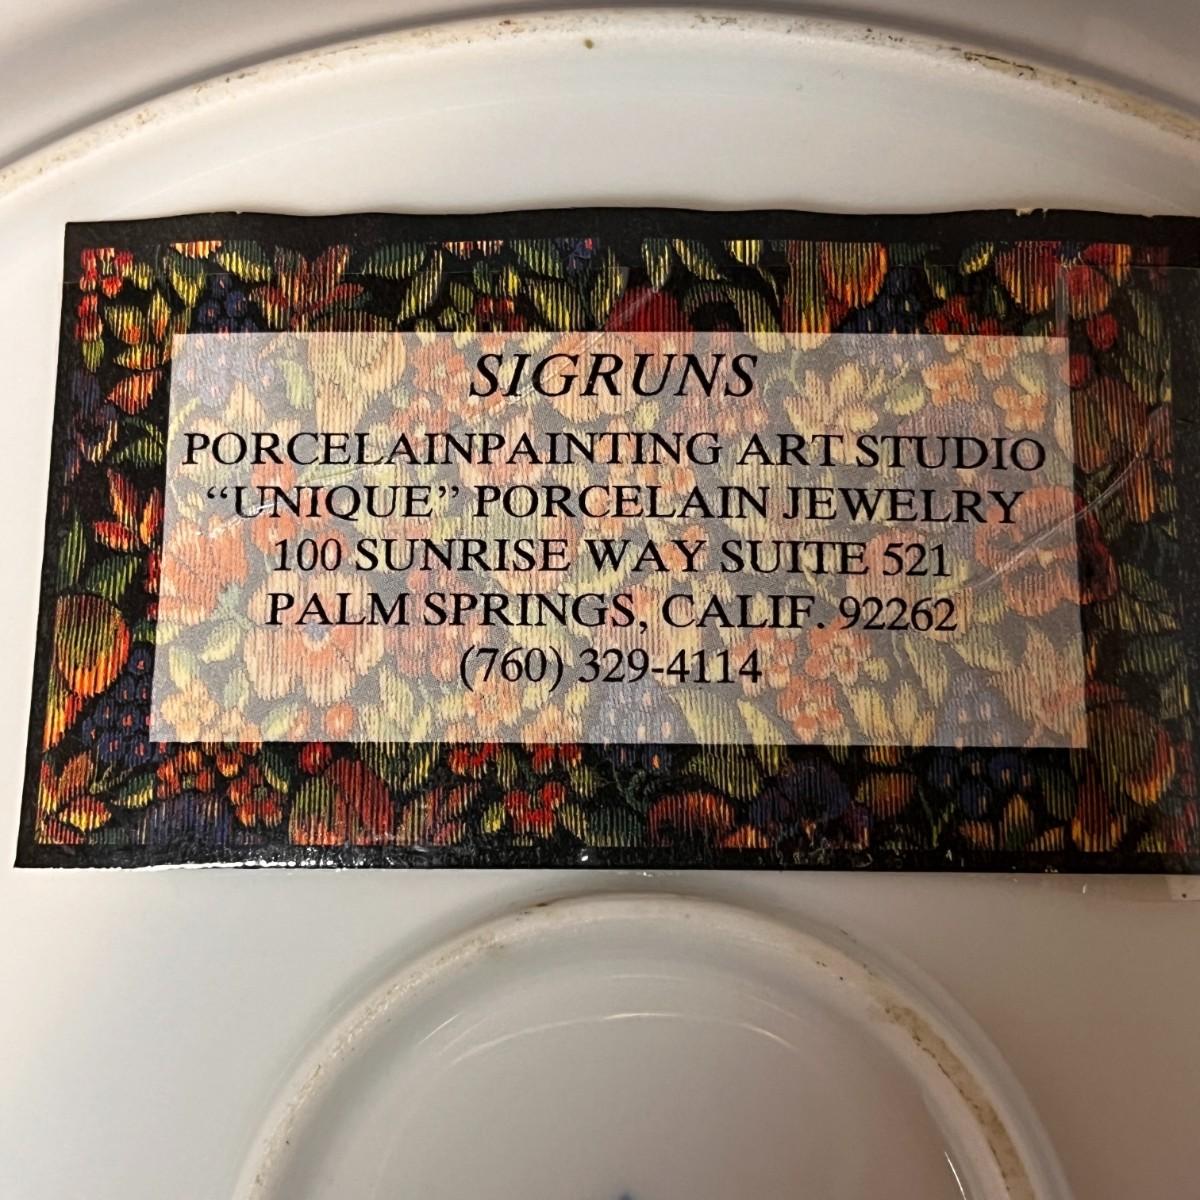 SIGRUNS
PORCELAINPAINTING ART STUDIO
“UNIQUE” PORCELAIN JEWELRY
100 SUNRISE WAY SUITE 521
PALM SPRINGS, CALIF. 92262
(760) 329-4114